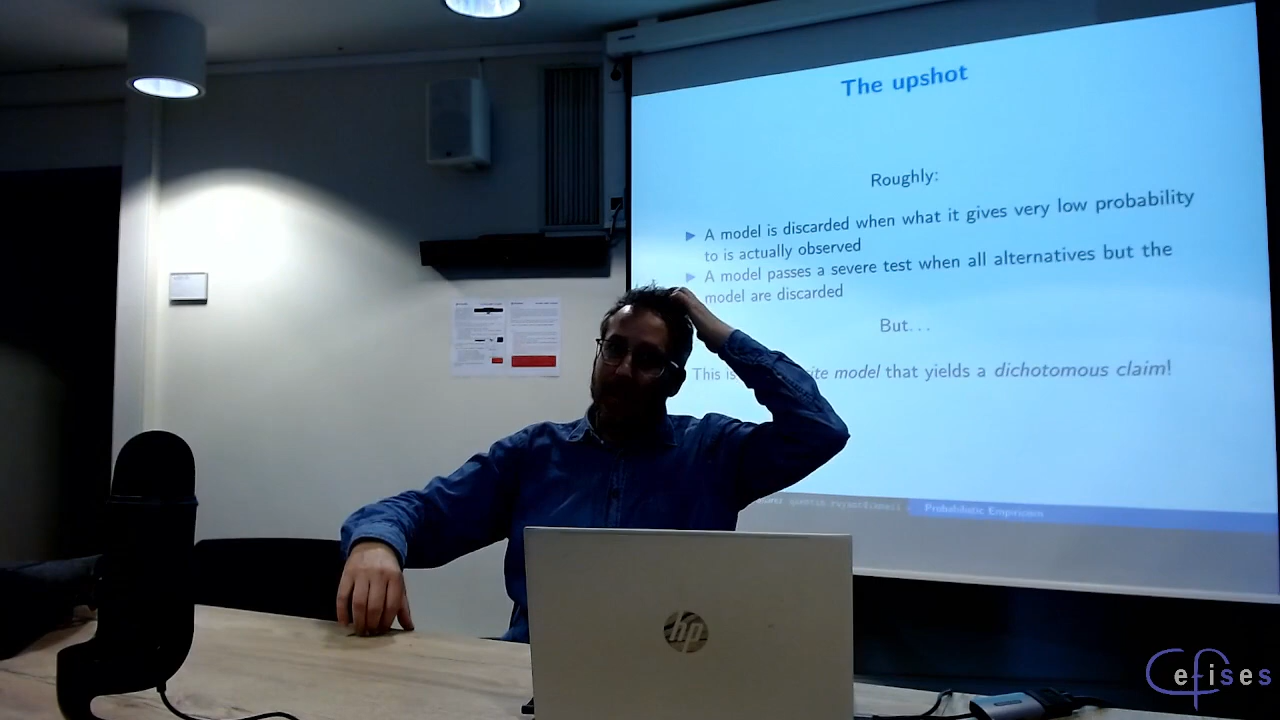 The upshot
Roughly:
A model is discarded when what it gives very low probability
to is actually observed
A model passes a severe test when all alternatives but the
model are discarded
But...
This is model that yields a dichotomous claim!
Probabilistic Empiricism
hp
Cefises